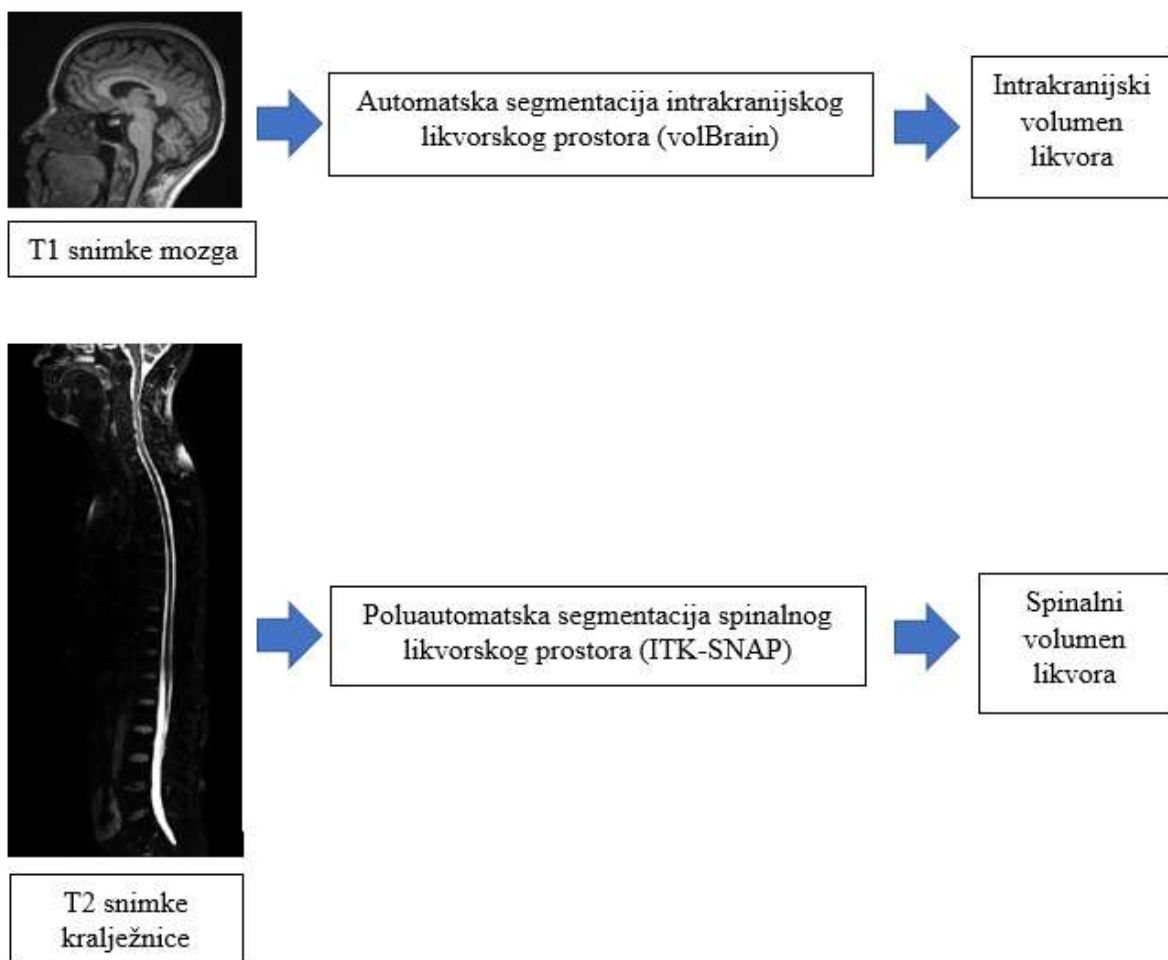 T1 snimke mozga
Automatska segmentacija intrakranijskog
likvorskog prostora (volBrain)
Intrakranijski
volumen
likvora
T2 snimke
kralježnice
Poluautomatska segmentacija spinalnog
likvorskog prostora (ITK-SNAP)
Spinalni
volumen
likvora